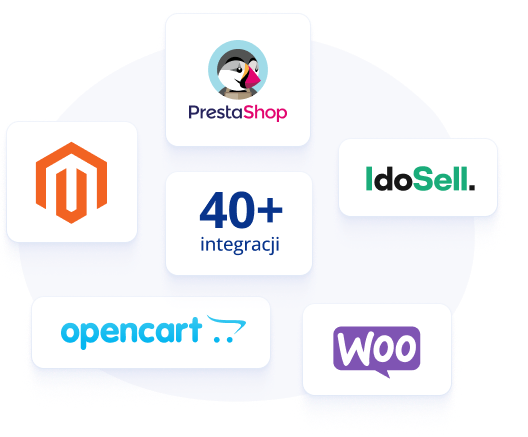 PrestaShop
IdoSell.
40+
integracji
opencart
WOO